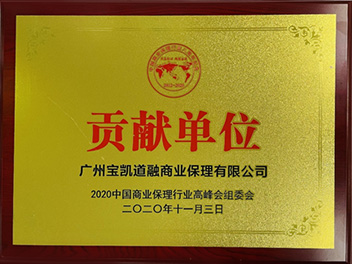 贡献单位
广州宝凯道融商业保理有限公司
2020中国商业保理行业高峰会组委会
二〇二〇年十一月三日